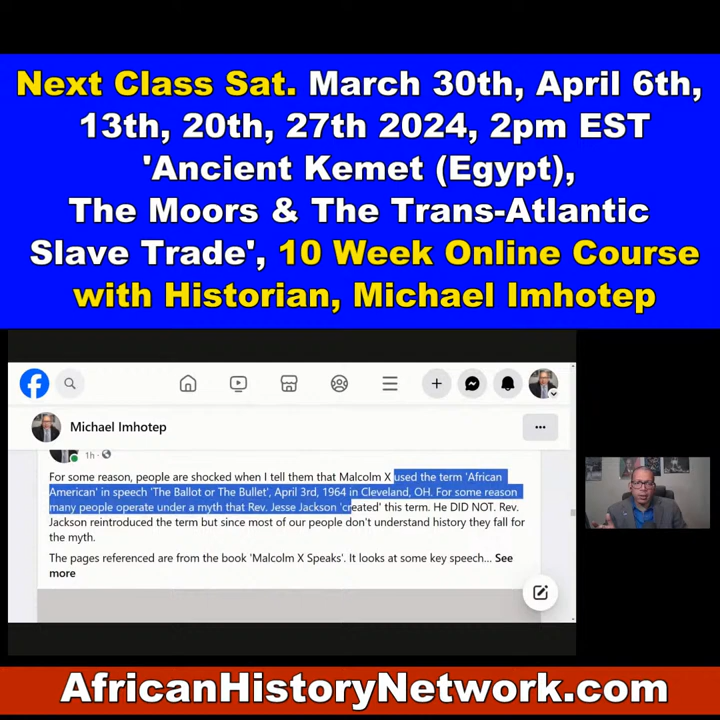 Next Class Sat. March 30th, April 6th,
13th, 20th, 27th 2024, 2pm EST
'Ancient Kemet (Egypt),
The Moors & The Trans-Atlantic
Slave Trade', 10 Week Online Course
with Historian, Michael Imhotep
Michael Imhotep
1h
For some reason, people are shocked when I tell them that Malcolm X used the term 'African
American' in speech 'The Ballot or The Bullet', April 3rd, 1964 in Cleveland, OH. For some reason
many people operate under a myth that Rev. Jesse Jackson 'created' this term. He DID NOT. Rev.
Jackson reintroduced the term but since most of our people don't understand history they fall for
the myth.
The pages referenced are from the book 'Malcolm X Speaks'. It looks at some key speech... See
more
AfricanHistoryNetwork.com